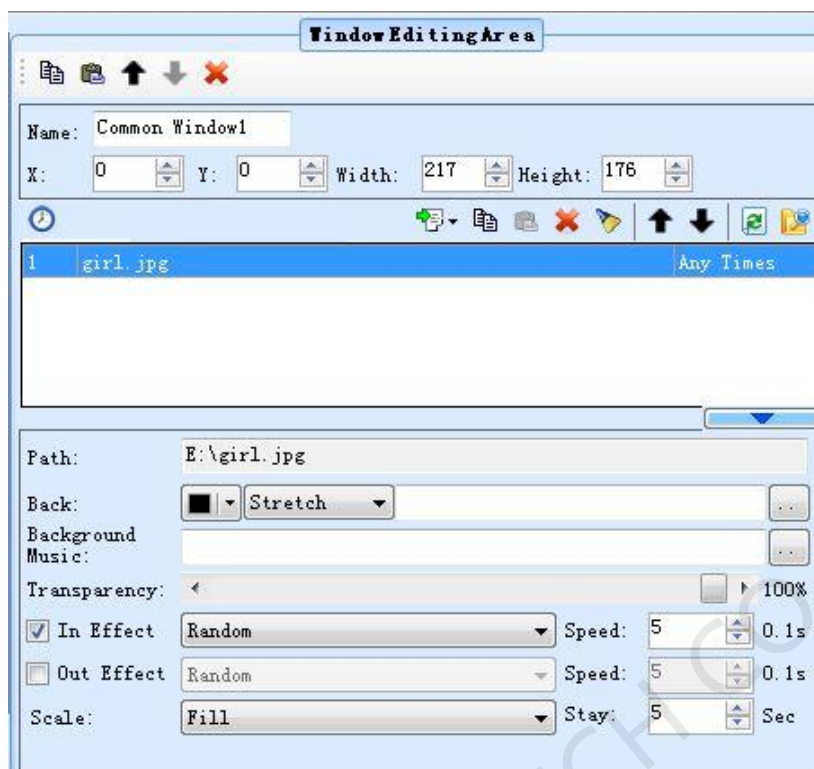 WindowEditingArea
Name: Common Window1
X: 0 Y: 0 Width: 217 Height: 176
1 girl.jpg Any Times
Path: E:\girl.jpg
Back: Stretch ..
Background
Music: ..
Transparency: 100%
In Effect Random Speed: 5 0.1s
Out Effect Random Speed: 5 0.1s
Scale: Fill Stay: 5 Sec